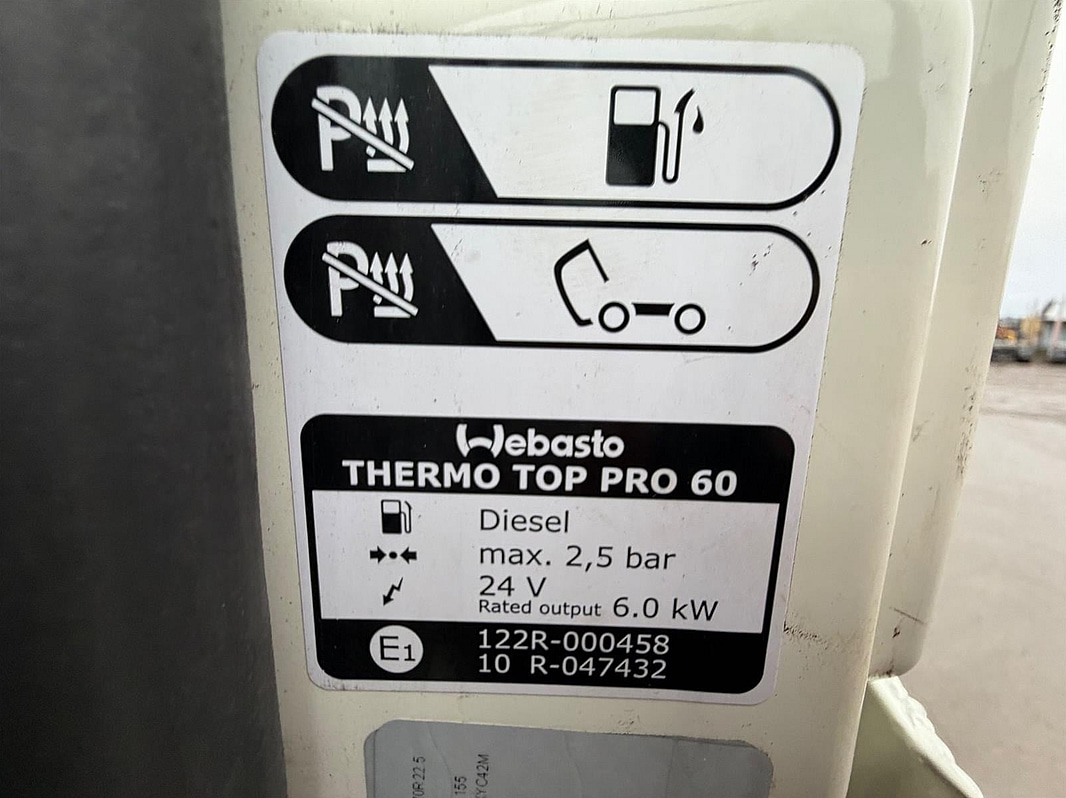 P
P
Webasto
THERMO TOP PRO 60
Diesel
max. 2,5 bar
24 V
Rated output 6.0 kW
E1
122R-000458
10 R-047432
155